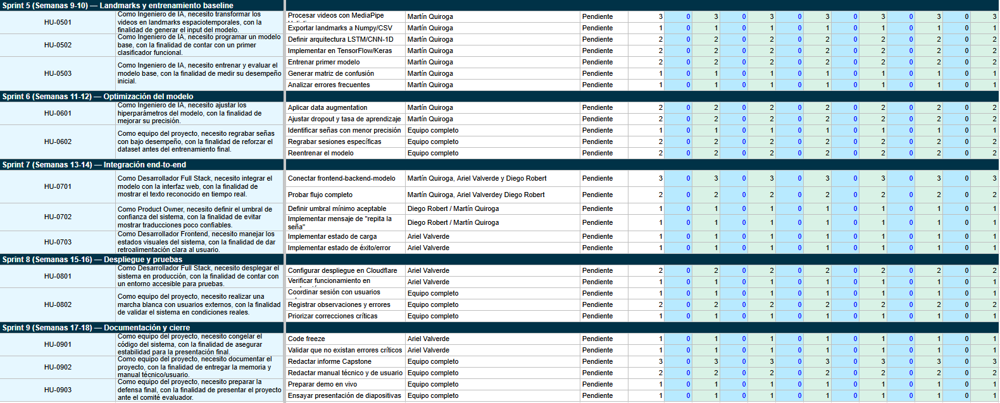 Sprint 5 (Semanas 9-10) — Landmarks y entrenamiento baseline
HU-0501
Como Ingeniero de IA, necesito transformar los
videos en landmarks espaciotemporales, con la
finalidad de generar el input del modelo.
Procesar videos con MediaPipe
Martín Quiroga Pendiente 3 0 3 0 3 0 3 0 3 0 3 0 3
Exportar landmarks a Numpy/CSV Martín Quiroga Pendiente 1 0 1 0 1 0 1 0 1 0 1 0 1
HU-0502
Como Ingeniero de IA, necesito programar un modelo
base, con la finalidad de contar con un primer
clasificador funcional.
Definir arquitectura LSTM/CNN-1D Martín Quiroga Pendiente 2 0 2 0 2 0 2 0 2 0 2 0 2
Implementar en TensorFlow/Keras Martín Quiroga Pendiente 2 0 2 0 2 0 2 0 2 0 2 0 2
HU-0503
Como Ingeniero de IA, necesito entrenar y evaluar el
modelo base, con la finalidad de medir su desempeño
inicial.
Entrenar primer modelo Martín Quiroga Pendiente 2 0 2 0 2 0 2 0 2 0 2 0 2
Generar matriz de confusión Martín Quiroga Pendiente 1 0 1 0 1 0 1 0 1 0 1 0 1
Analizar errores frecuentes Martín Quiroga Pendiente 1 0 1 0 1 0 1 0 1 0 1 0 1
Sprint 6 (Semanas 11-12) — Optimización del modelo
HU-0601
Como Ingeniero de IA, necesito ajustar los
hiperparámetros del modelo, con la finalidad de
mejorar su precisión.
Aplicar data augmentation Martín Quiroga Pendiente 2 0 2 0 2 0 2 0 2 0 2 0 2
Ajustar dropout y tasa de aprendizaje Martín Quiroga Pendiente 2 0 2 0 2 0 2 0 2 0 2 0 2
HU-0602
Como equipo del proyecto, necesito regrabar señas
con bajo desempeño, con la finalidad de reforzar el
dataset antes del entrenamiento final.
Identificar señas con menor precisión Equipo completo Pendiente 1 0 1 0 1 0 1 0 1 0 1 0 1
Regrabar sesiones específicas Equipo completo Pendiente 2 0 2 0 2 0 2 0 2 0 2 0 2
Reentrenar el modelo Equipo completo Pendiente 2 0 2 0 2 0 2 0 2 0 2 0 2
Sprint 7 (Semanas 13-14) — Integración end-to-end
HU-0701
Como Desarrollador Full Stack, necesito integrar el
modelo con la interfaz web, con la finalidad de
mostrar el texto reconocido en tiempo real.
Conectar frontend-backend-modelo Martín Quiroga, Ariel Valverde y Diego Robert Pendiente 3 0 3 0 3 0 3 0 3 0 3 0 3
Probar flujo completo Martín Quiroga, Ariel Valverdey Diego Robert Pendiente 2 0 2 0 2 0 2 0 2 0 2 0 2
HU-0702
Como Product Owner, necesito definir el umbral de
confianza del sistema, con la finalidad de evitar
mostrar traducciones poco confiables.
Definir umbral mínimo aceptable Diego Robert / Martín Quiroga Pendiente 1 0 1 0 1 0 1 0 1 0 1 0 1
Implementar mensaje de "repita la
seña"
Diego Robert / Martín Quiroga Pendiente 1 0 1 0 1 0 1 0 1 0 1 0 1
HU-0703
Como Desarrollador Frontend, necesito manejar los
estados visuales del sistema, con la finalidad de dar
retroalimentación clara al usuario.
Implementar estado de carga Ariel Valverde Pendiente 1 0 1 0 1 0 1 0 1 0 1 0 1
Implementar estado de éxito/error Ariel Valverde Pendiente 1 0 1 0 1 0 1 0 1 0 1 0 1
Sprint 8 (Semanas 15-16) — Despliegue y pruebas
HU-0801
Como Desarrollador Full Stack, necesito desplegar el
sistema en producción, con la finalidad de contar con
un entorno accesible para pruebas.
Configurar despliegue en Cloudflare Ariel Valverde Pendiente 2 0 2 0 2 0 2 0 2 0 2 0 2
Verificar funcionamiento en
Ariel Valverde Pendiente 1 0 1 0 1 0 1 0 1 0 1 0 1
HU-0802
Como equipo del proyecto, necesito realizar una
marcha blanca con usuarios externos, con la finalidad
de validar el sistema en condiciones reales.
Coordinar sesión con usuarios
Equipo completo Pendiente 1 0 1 0 1 0 1 0 1 0 1 0 1
Registrar observaciones y errores Equipo completo Pendiente 2 0 2 0 2 0 2 0 2 0 2 0 2
Priorizar correcciones críticas Equipo completo Pendiente 1 0 1 0 1 0 1 0 1 0 1 0 1
Sprint 9 (Semanas 17-18) — Documentación y cierre
HU-0901
Como equipo del proyecto, necesito congelar el
código del sistema, con la finalidad de asegurar
estabilidad para la presentación final.
Code freeze Ariel Valverde Pendiente 1 0 1 0 1 0 1 0 1 0 1 0 1
Validar que no existan errores críticos Ariel Valverde Pendiente 1 0 1 0 1 0 1 0 1 0 1 0 1
HU-0902
Como equipo del proyecto, necesito documentar el
proyecto, con la finalidad de entregar la memoria y
manual técnico/usuario.
Redactar informe Capstone Equipo completo Pendiente 3 0 3 0 3 0 3 0 3 0 3 0 3
Redactar manual técnico y de usuario Equipo completo Pendiente 2 0 2 0 2 0 2 0 2 0 2 0 2
HU-0903
Como equipo del proyecto, necesito preparar la
defensa final, con la finalidad de presentar el proyecto
ante el comité evaluador.
Preparar demo en vivo Equipo completo Pendiente 1 0 1 0 1 0 1 0 1 0 1 0 1
Ensayar presentación de diapositivas Equipo completo Pendiente 1 0 1 0 1 0 1 0 1 0 1 0 1